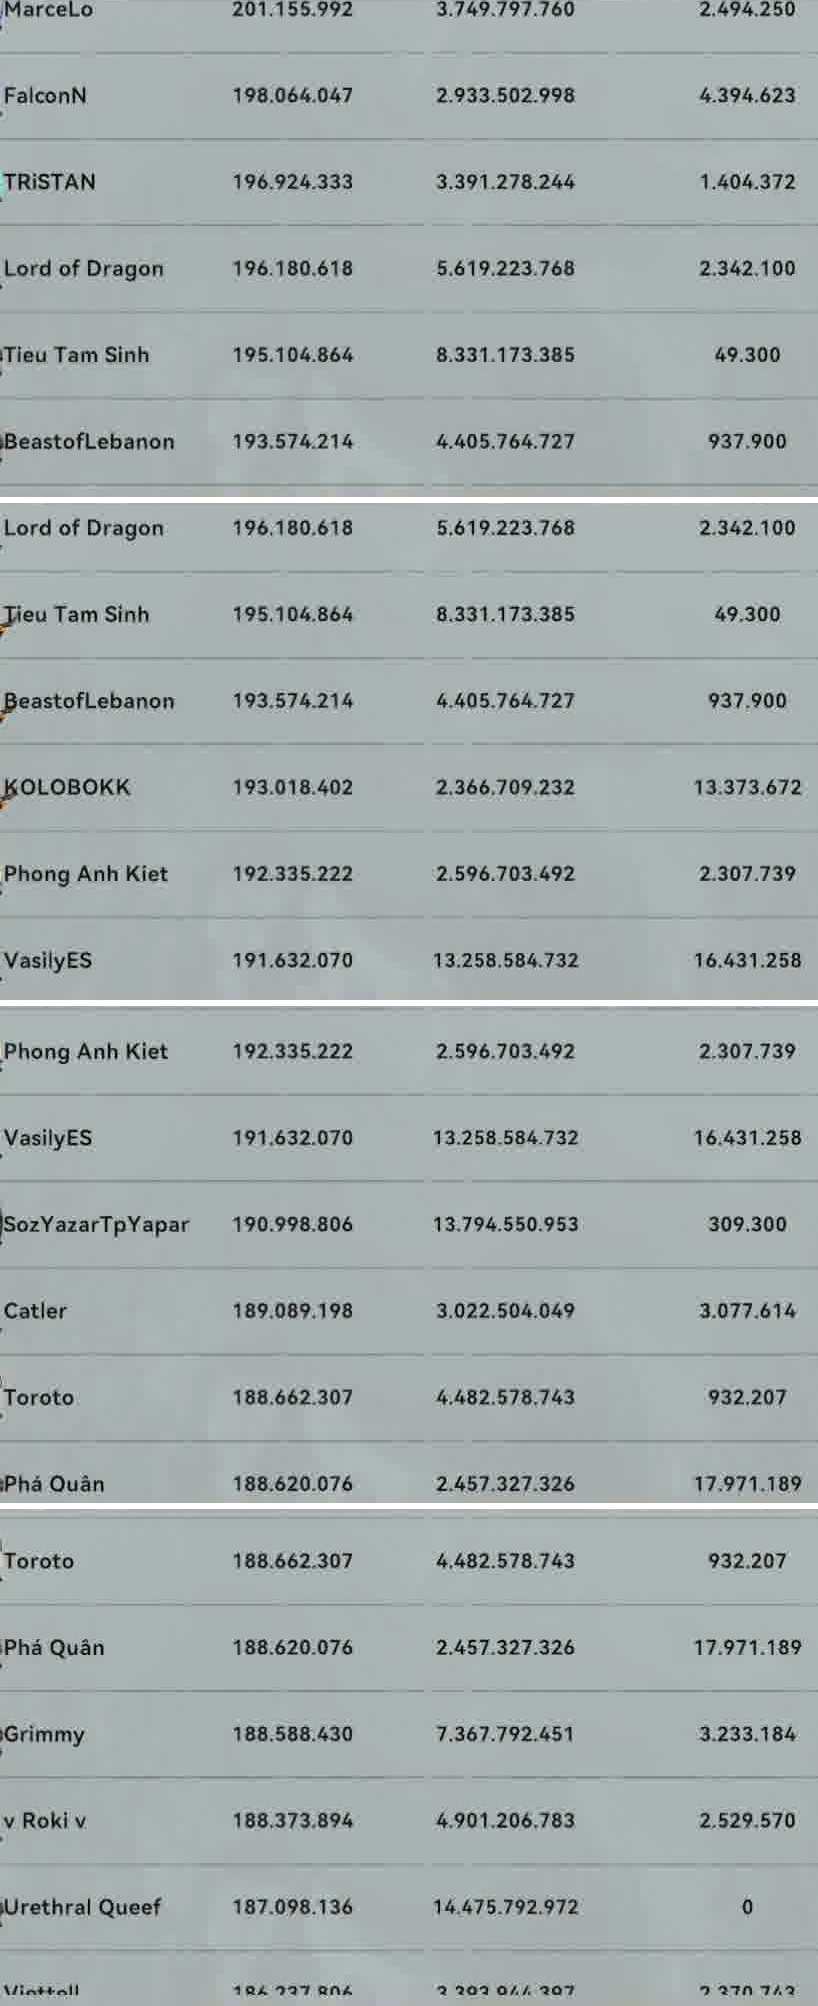 MarceLo 201.155.992 3.749.797.760 2.494.250
FalconN 198.064.047 2.933.502.998 4.394.623
TRiSTAN 196.924.333 3.391.278.244 1.404.372
Lord of Dragon 196.180.618 5.619.223.768 2.342.100
Tieu Tam Sinh 195.104.864 8.331.173.385 49.300
BeastofLebanon 193.574.214 4.405.764.727 937.900
Lord of Dragon 196.180.618 5.619.223.768 2.342.100
Tieu Tam Sinh 195.104.864 8.331.173.385 49.300
BeastofLebanon 193.574.214 4.405.764.727 937.900
KOLOBOKK 193.018.402 2.366.709.232 13.373.672
Phong Anh Kiet 192.335.222 2.596.703.492 2.307.739
VasilyES 191.632.070 13.258.584.732 16.431.258
Phong Anh Kiet 192.335.222 2.596.703.492 2.307.739
VasilyES 191.632.070 13.258.584.732 16.431.258
SozYazarTpYapar 190.998.806 13.794.550.953 309.300
Catler 189.089.198 3.022.504.049 3.077.614
Toroto 188.662.307 4.482.578.743 932.207
Phá Quân 188.620.076 2.457.327.326 17.971.189
Toroto 188.662.307 4.482.578.743 932.207
Phá Quân 188.620.076 2.457.327.326 17.971.189
Grimmy 188.588.430 7.367.792.451 3.233.184
v Roki v 188.373.894 4.901.206.783 2.529.570
Urethral Queef 187.098.136 14.475.792.972 0